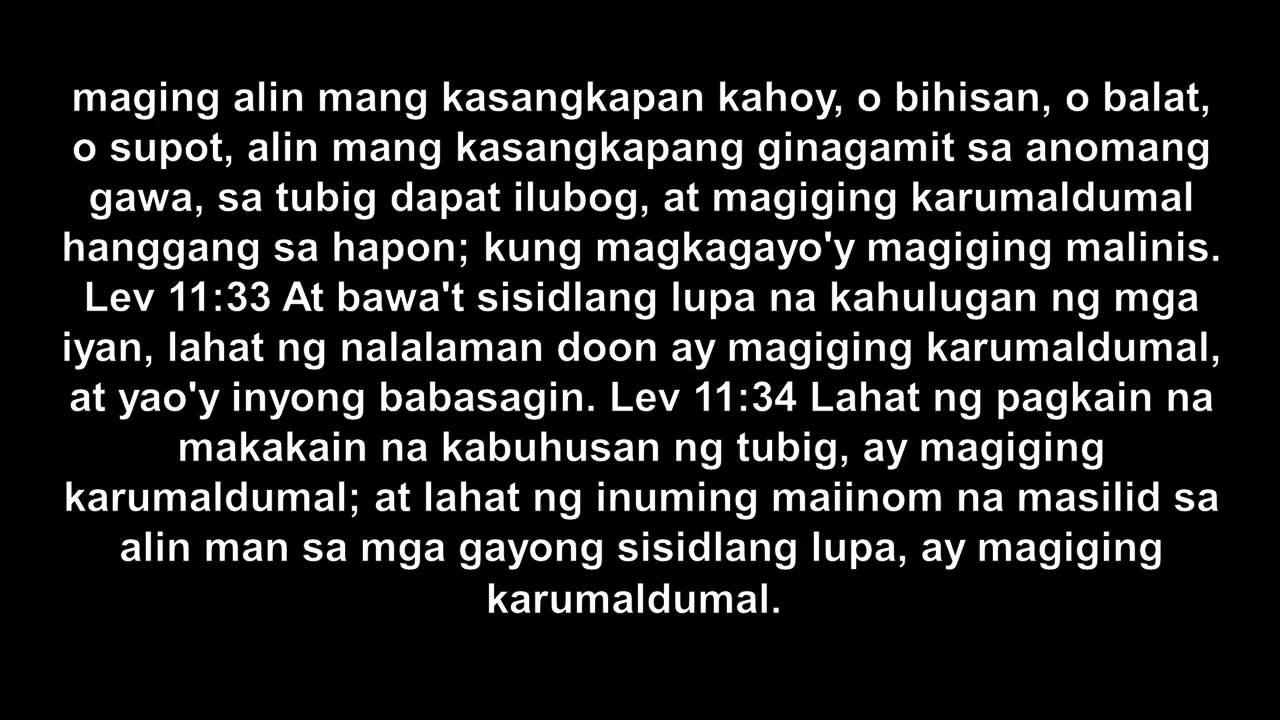 maging alin mang kasangkapan kahoy, o bihisan, o balat,
o supot, alin mang kasangkapang ginagamit sa anomang
gawa, sa tubig dapat ilubog, at magiging karumaldumal
hanggang sa hapon; kung magkagayo'y magiging malinis.
Lev 11:33 At bawa't sisidlang lupa na kahulugan ng mga
iyan, lahat ng nalalaman doon ay magiging karumaldumal,
at yao'y inyong babasagin. Lev 11:34 Lahat ng pagkain na
makakain na kabuhusan ng tubig, ay magiging
karumaldumal; at lahat ng inuming maiinom na masilid sa
alin man sa mga gayong sisidlang lupa, ay magiging
karumaldumal.